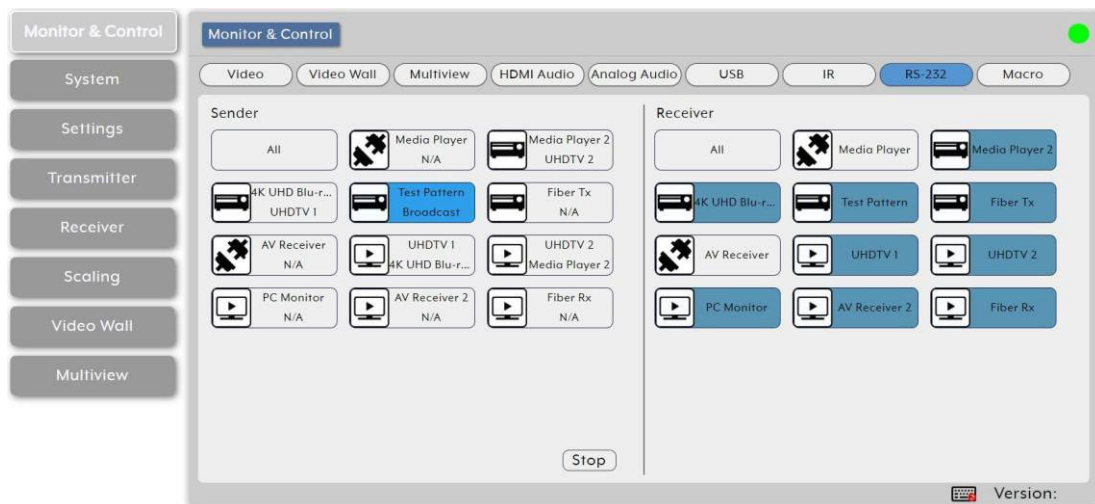 Monitor & Control
System
Settings
Transmitter
Receiver
Scaling
Video Wall
Multiview
Monitor & Control
Video
Video Wall
Multiview
HDMI Audio
Analog Audio
USB
IR
RS-232
Macro
Sender
All
Media Player
N/A
Media Player 2
UHDTV 2
4K UHD Blu-r...
UHDTV 1
Test Pattern
Broadcast
Fiber Tx
N/A
AV Receiver
N/A
UHDTV 1
4K UHD Blu-r...
UHDTV 2
Media Player 2
PC Monitor
N/A
AV Receiver 2
N/A
Fiber Rx
N/A
Stop
Receiver
All
Media Player
Media Player 2
4K UHD Blu-r...
Test Pattern
Fiber Tx
AV Receiver
UHDTV 1
UHDTV 2
PC Monitor
AV Receiver 2
Fiber Rx
Version: